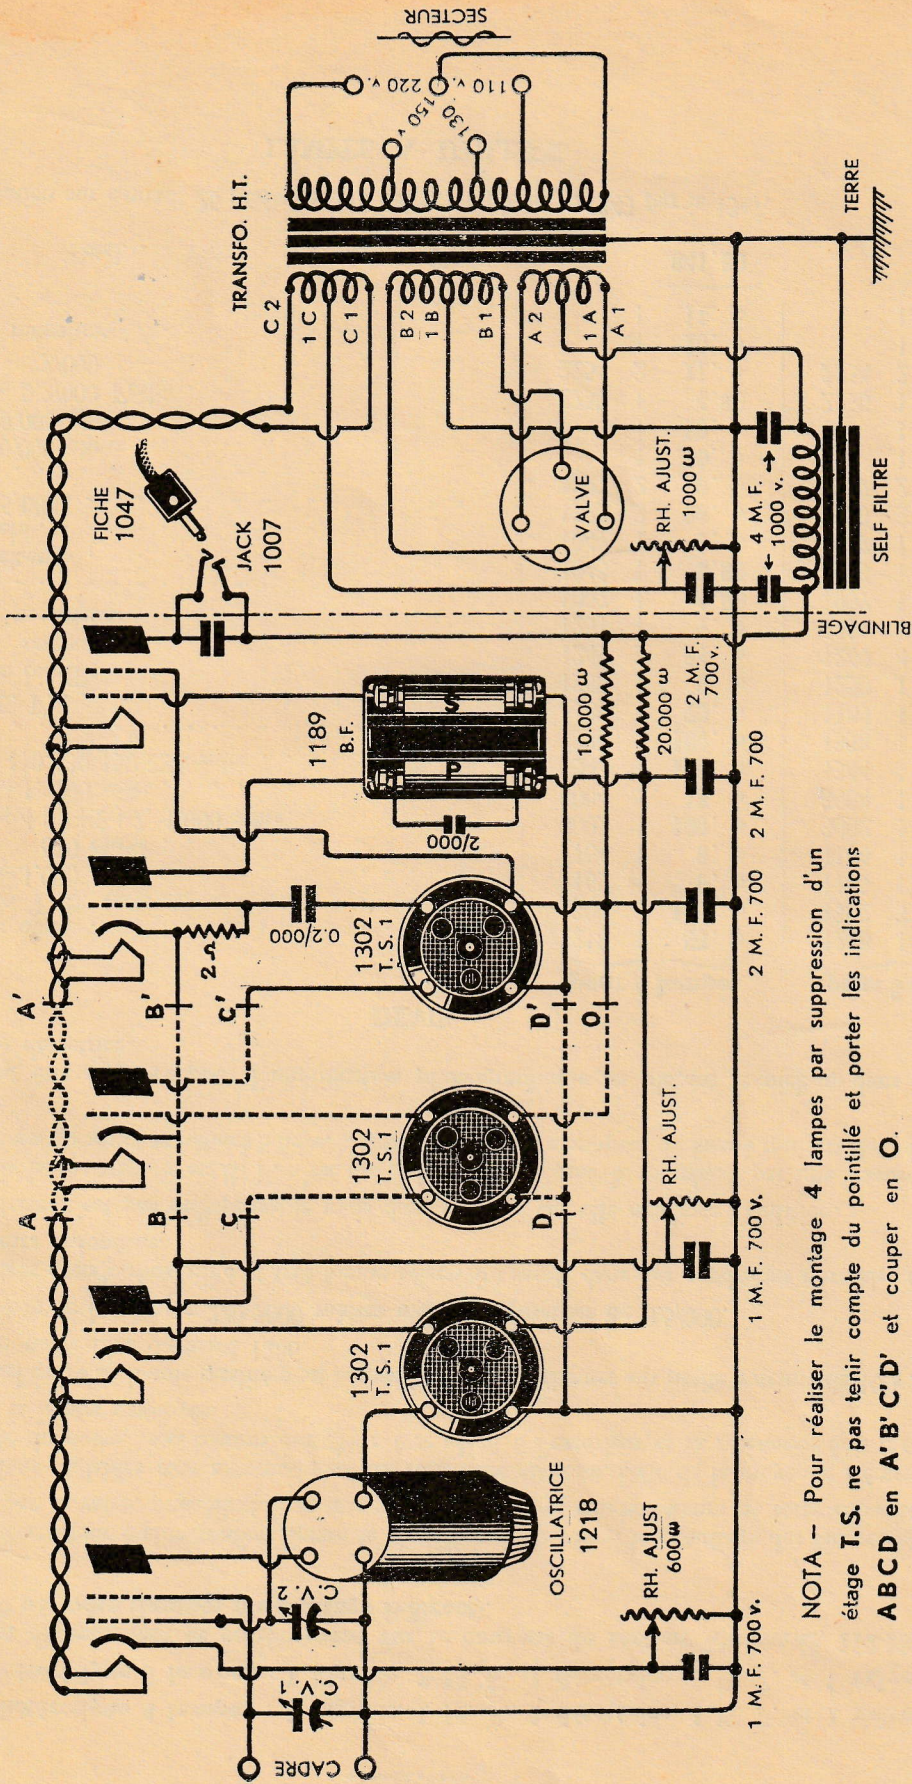 SECTEUR
220 v.
150 v
130
110 v.
TRANSFO. H.T.
C 2
1 C
C 1
B 2
1 B
B 1
A 2
1 A
A 1
TERRE
FICHE
1047
JACK
1007
VALVE
RH. AJUST.
1000 ω
4 M. F.
1000 v.
SELF FILTRE
BLINDAGE
1189
B.F.
S
P
2/000
10.000 ω
20.000 ω
2 M. F.
700 v.
2 M. F. 700
2 M. F. 700
0.2/000
2 Ω
1302
T. S. 1
A'
B'
C'
D'
O
1302
T. S. 1
A
B
C
D
RH. AJUST.
1 M. F. 700 v.
1302
T. S. 1
OSCILLATRICE
1218
C. V. 2
C. V. 1
CADRE
RH. AJUST
600ω
1 M. F. 700 v.
NOTA — Pour réaliser le montage 4 lampes par suppression d'un
étage T.S. ne pas tenir compte du pointillé et porter les indications
A B C D en A' B' C' D' et couper en O.